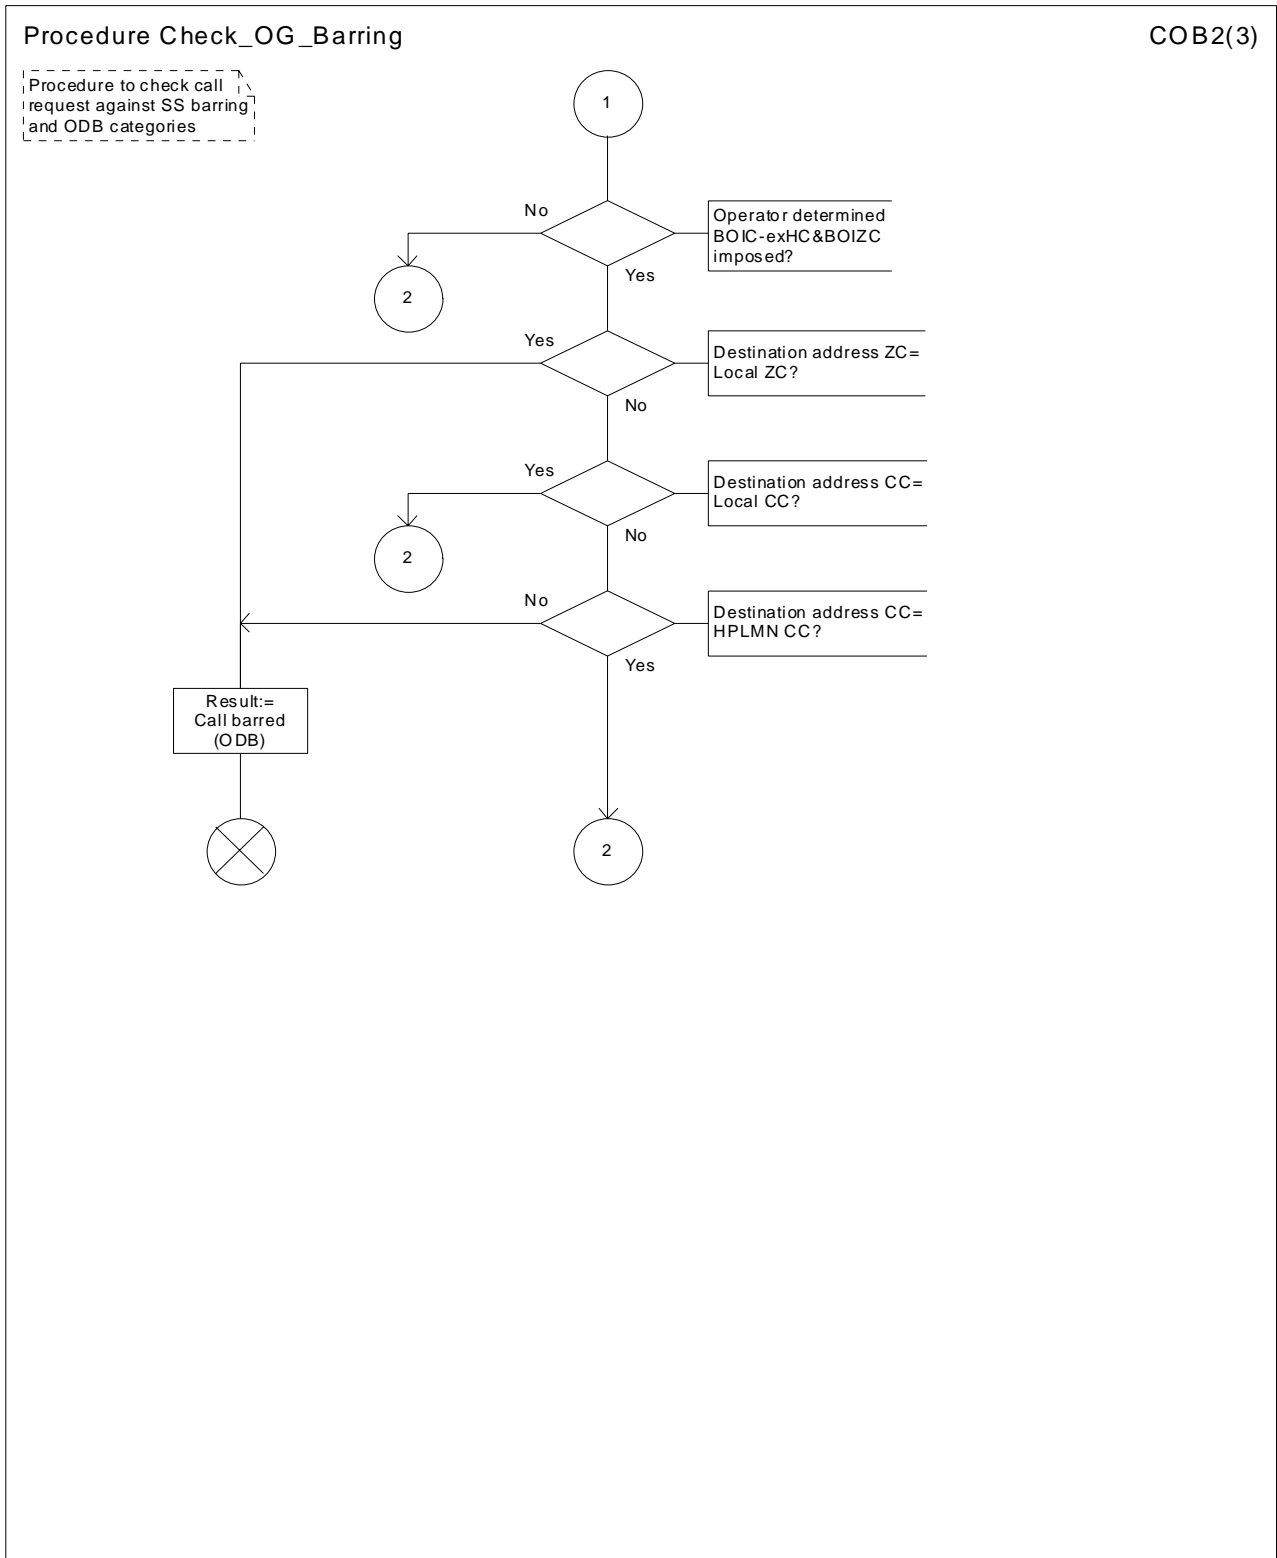 Procedure Check_OG_Barring
COB2(3)
Procedure to check call
request against SS barring
and ODB categories
1
No
Operator determined
BOIC-exHC&BOIZC
imposed?
Yes
2
Yes
Destination address ZC=
Local ZC?
No
Yes
Destination address CC=
Local CC?
No
2
No
Destination address CC=
HPLMN CC?
Yes
Result:=
Call barred
(ODB)
2